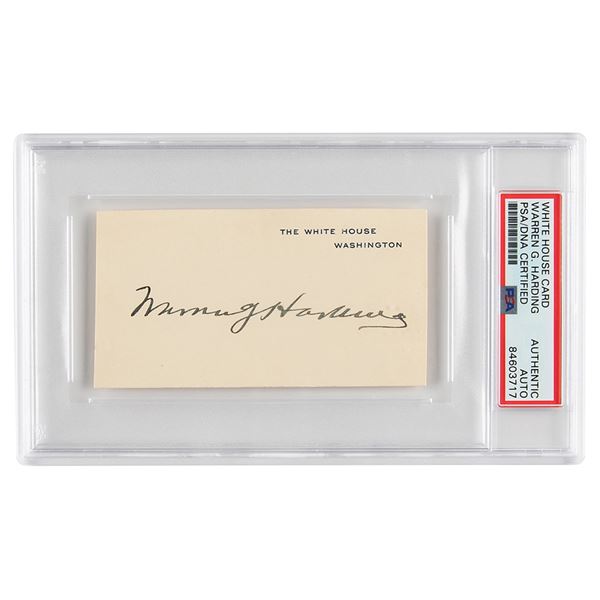 THE WHITE HOUSE
WASHINGTON
Warren G Harding
WHITE HOUSE CARD
WARREN G. HARDING
PSA/DNA CERTIFIED
PSA
AUTHENTIC
AUTO
84603717